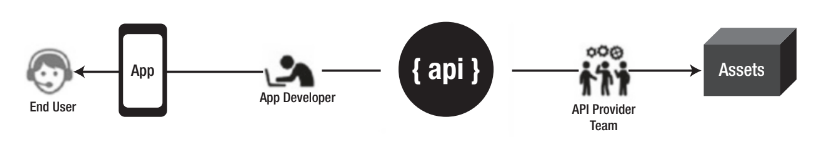 End User
App
App Developer
{ api }
API Provider
Team
Assets